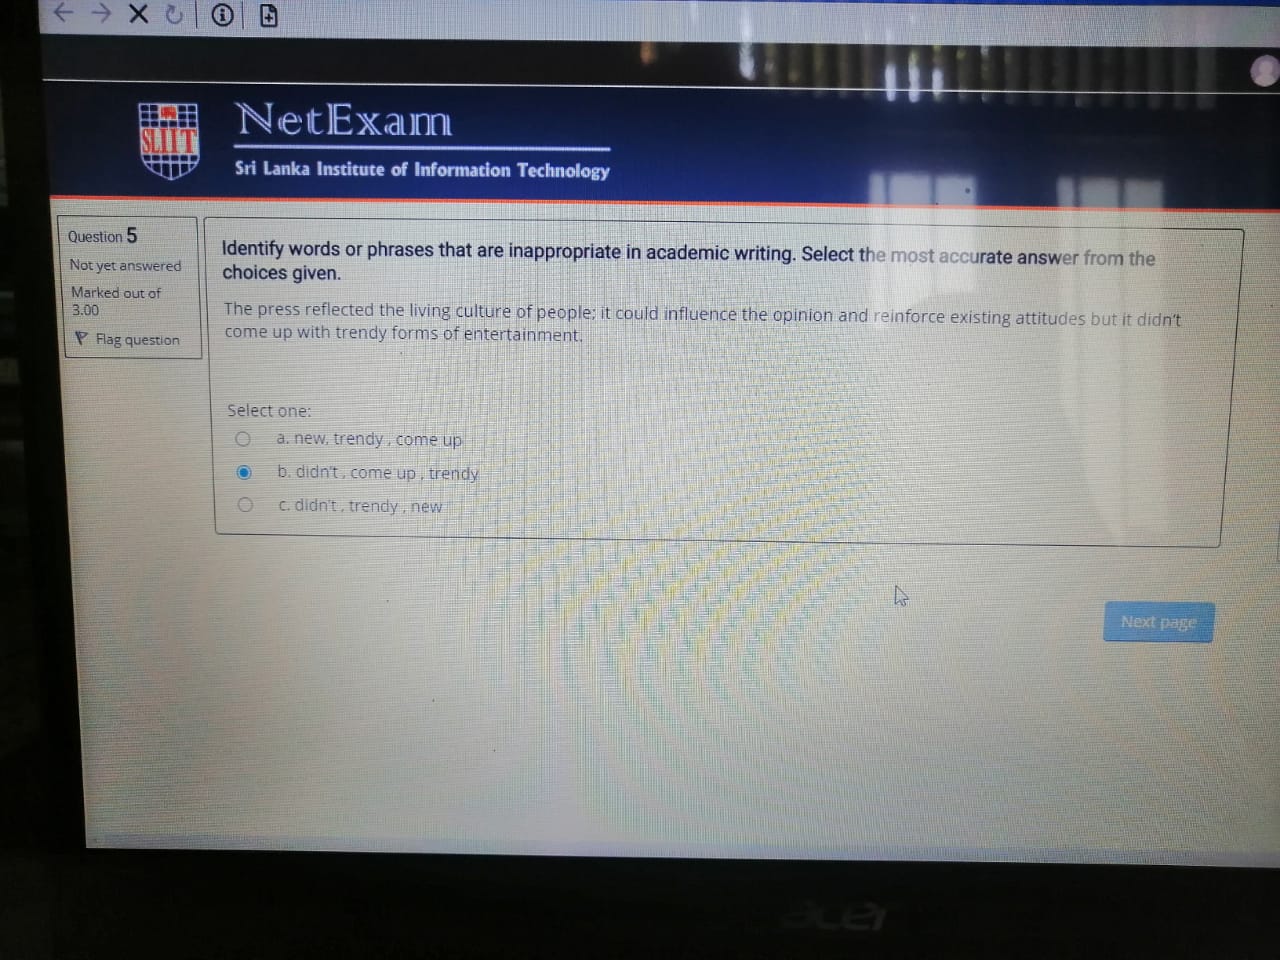 SLIIT
NetExam
Sri Lanka Institute of Information Technology
Question 5
Not yet answered
Marked out of
3.00
Flag question
Identify words or phrases that are inappropriate in academic writing. Select the most accurate answer from the
choices given.
The press reflected the living culture of people; it could influence the opinion and reinforce existing attitudes but it didn't
come up with trendy forms of entertainment.
Select one:
a. new, trendy , come up
b. didn't , come up , trendy
c. didn't , trendy , new
Next page
acer